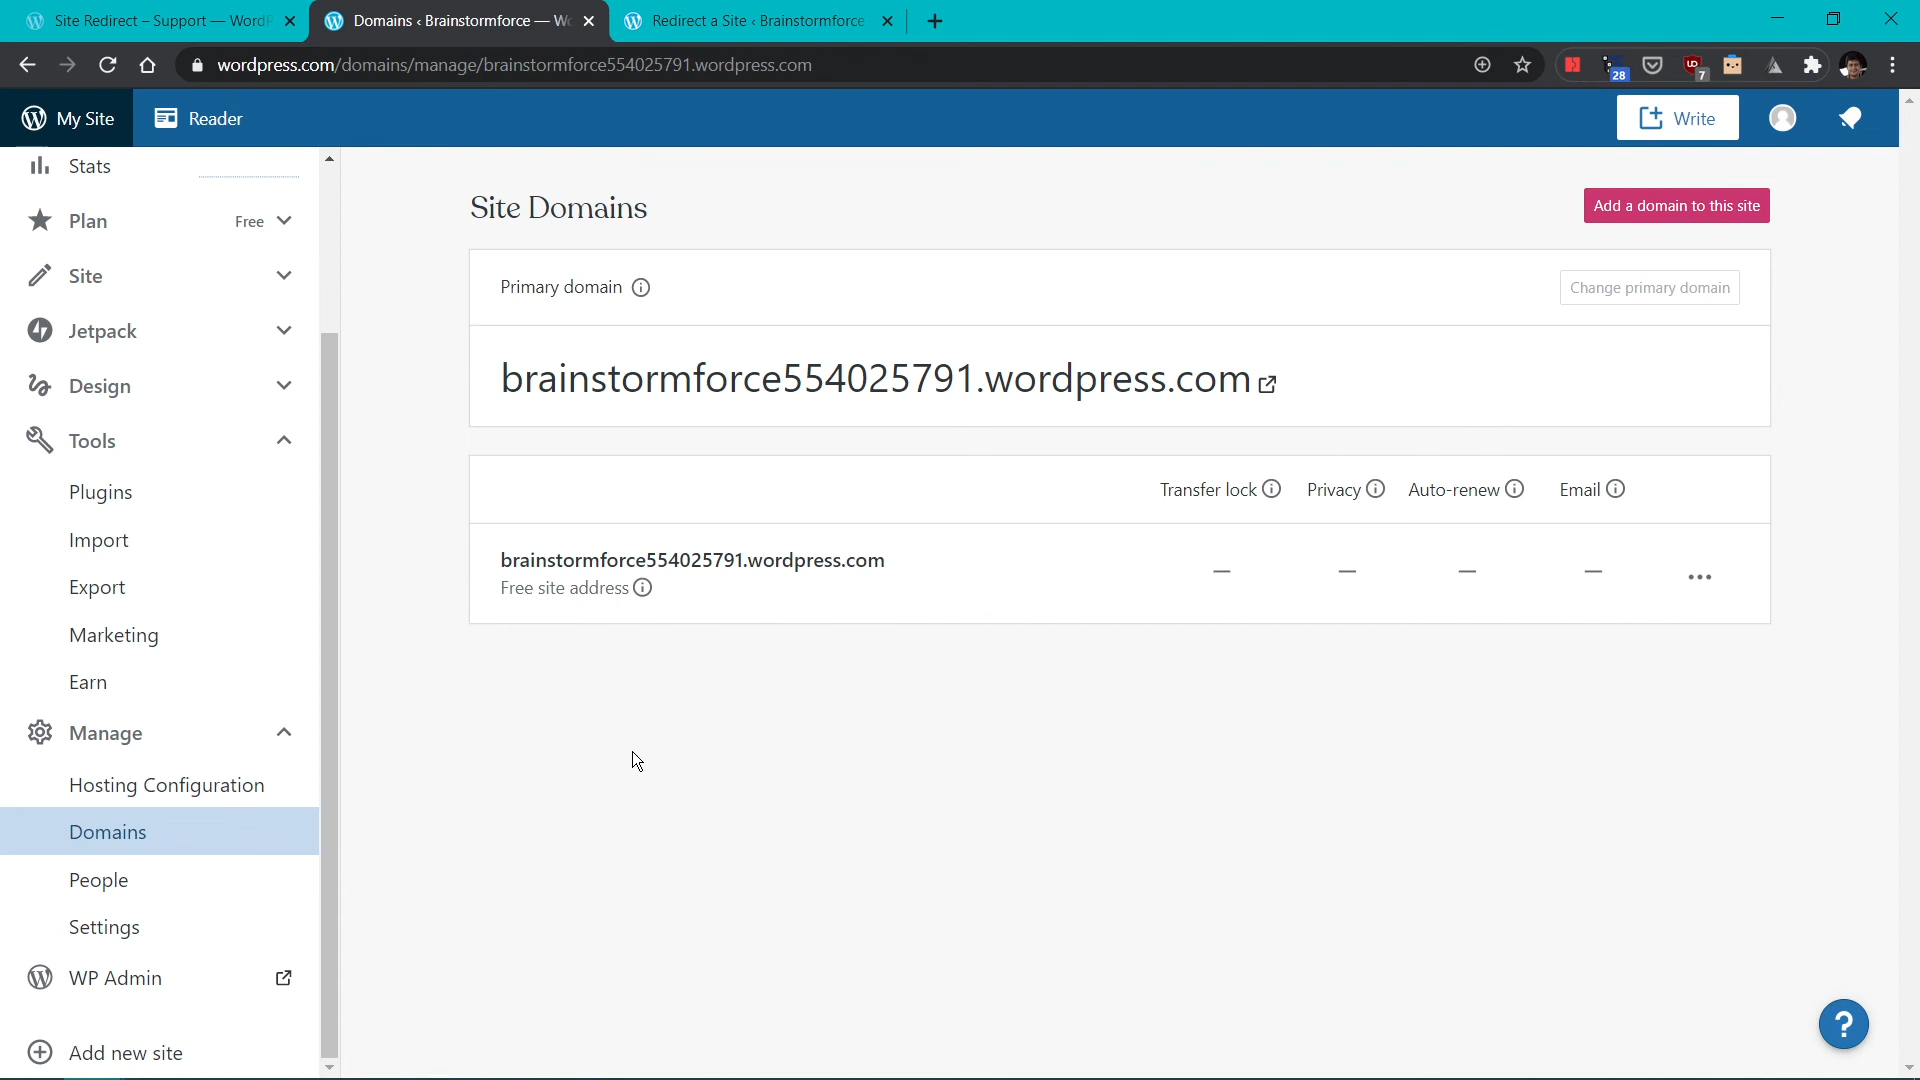 Site Redirect – Support — WordP
Domains ‹ Brainstormforce — Wo
Redirect a Site ‹ Brainstormforce
wordpress.com/domains/manage/brainstormforce554025791.wordpress.com
28
7
My Site
Reader
Write
Stats
Plan
Free
Site
Jetpack
Design
Tools
Plugins
Import
Export
Marketing
Earn
Manage
Hosting Configuration
Domains
People
Settings
WP Admin
Add new site
Site Domains
Add a domain to this site
Primary domain
Change primary domain
brainstormforce554025791.wordpress.com
Transfer lock
Privacy
Auto-renew
Email
brainstormforce554025791.wordpress.com
Free site address
?